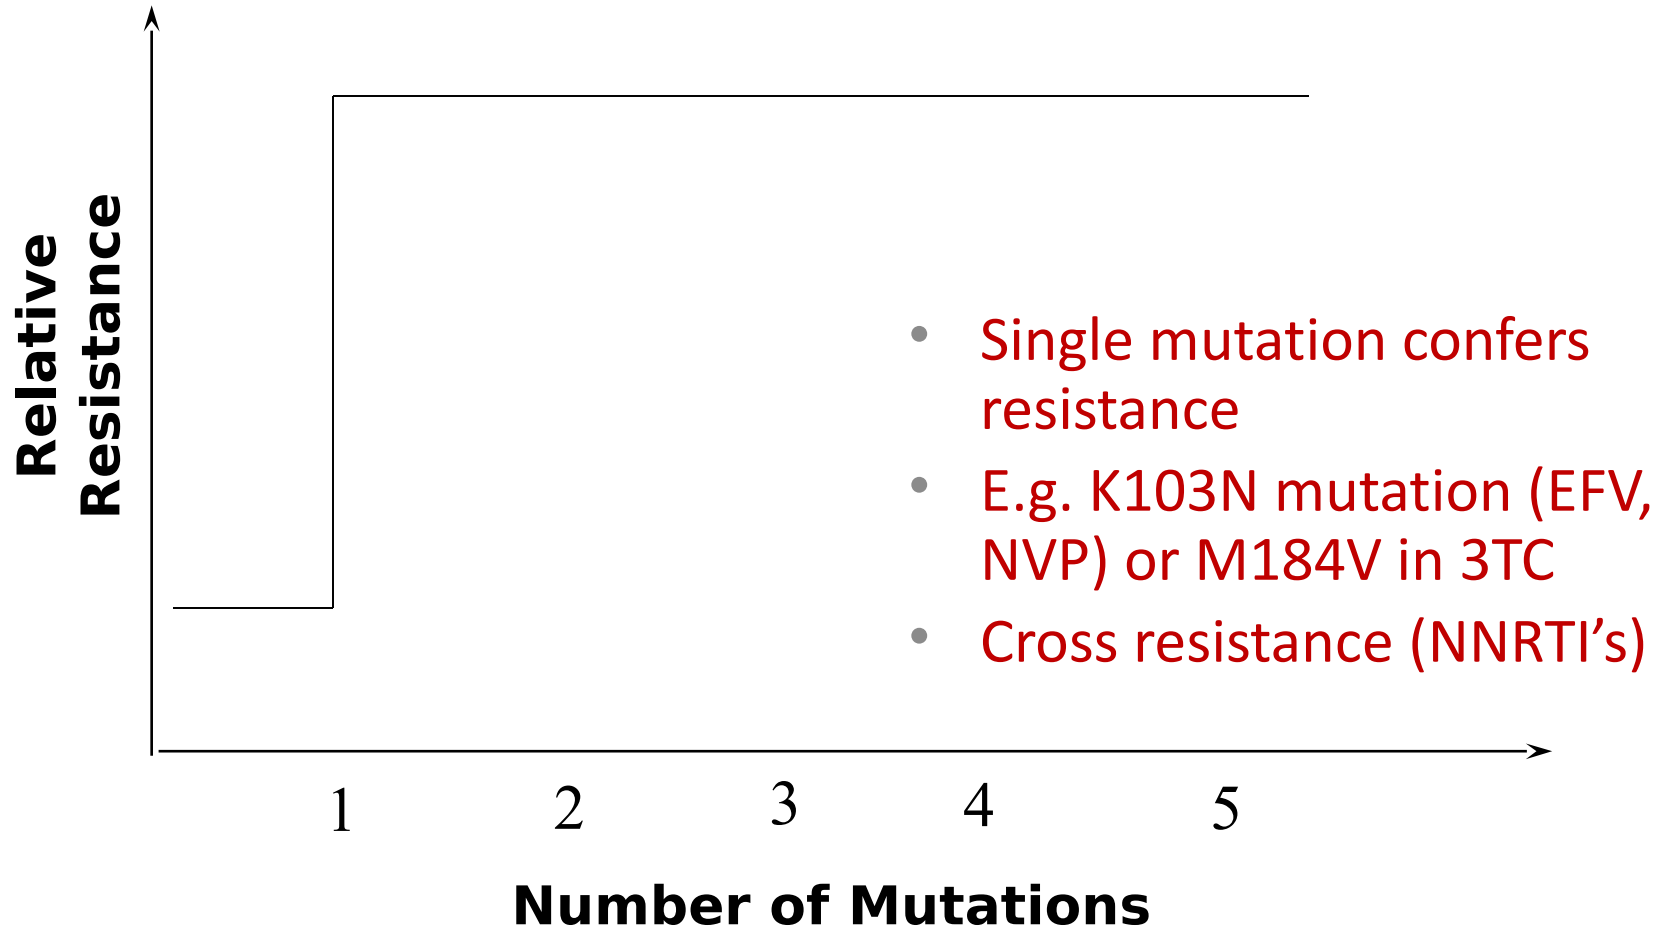 Relative
Resistance
• Single mutation confers
resistance
• E.g. K103N mutation (EFV,
NVP) or M184V in 3TC
• Cross resistance (NNRTI’s)
1 2 3 4 5
Number of Mutations